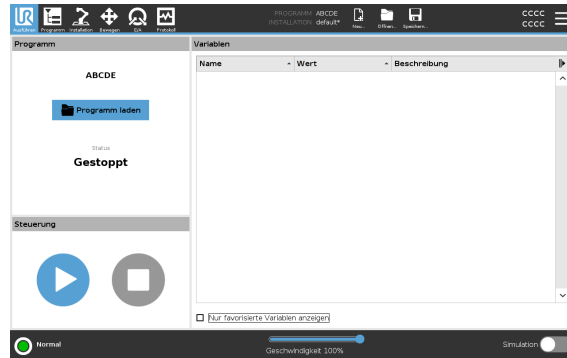 UR
Ausführen Programm Installation Bewegen E/A Protokoll
PROGRAMM ABCDE
INSTALLATION default*
Neu... Öffnen... Speichern...
CCCC
CCCC
Programm
ABCDE
Programm laden
Status
Gestoppt
Steuerung
Variablen
Name Wert Beschreibung
Nur favorisierte Variablen anzeigen
Normal
Geschwindigkeit 100%
Simulation